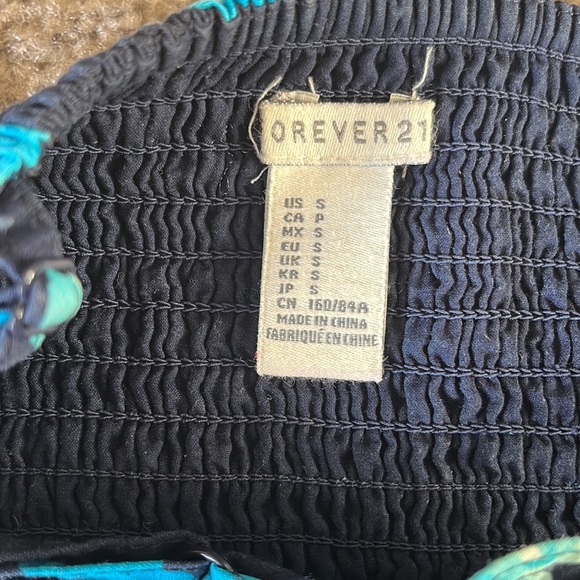 OREVER 21
US S
CA P
MX S
EU S
UK S
KR S
JP S
CN 160/84A
MADE IN CHINA
FABRIQUÉ EN CHINE